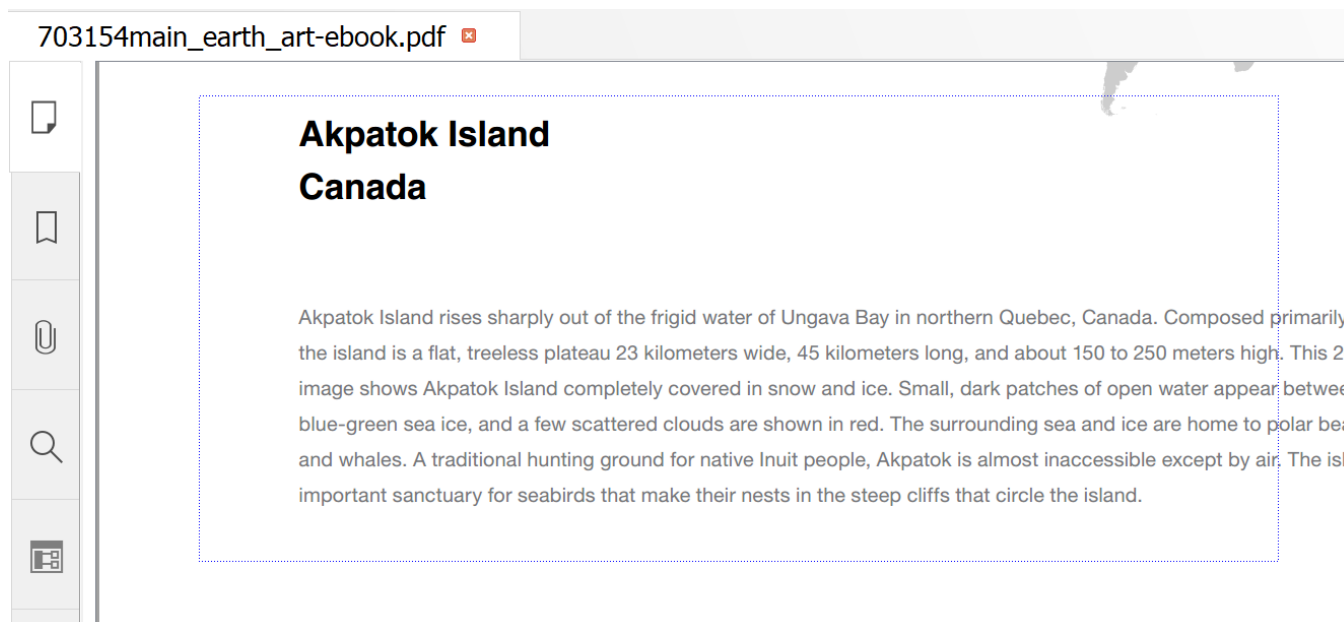 703154main_earth_art-ebook.pdf
Akpatok Island
Canada
Akpatok Island rises sharply out of the frigid water of Ungava Bay in northern Quebec, Canada. Composed primarily
the island is a flat, treeless plateau 23 kilometers wide, 45 kilometers long, and about 150 to 250 meters high. This
image shows Akpatok Island completely covered in snow and ice. Small, dark patches of open water appear
blue-green sea ice, and a few scattered clouds are shown in red. The surrounding sea and ice are home to polar
and whales. A traditional hunting ground for native Inuit people, Akpatok is almost inaccessible except by air. The
important sanctuary for seabirds that make their nests in the steep cliffs that circle the island.